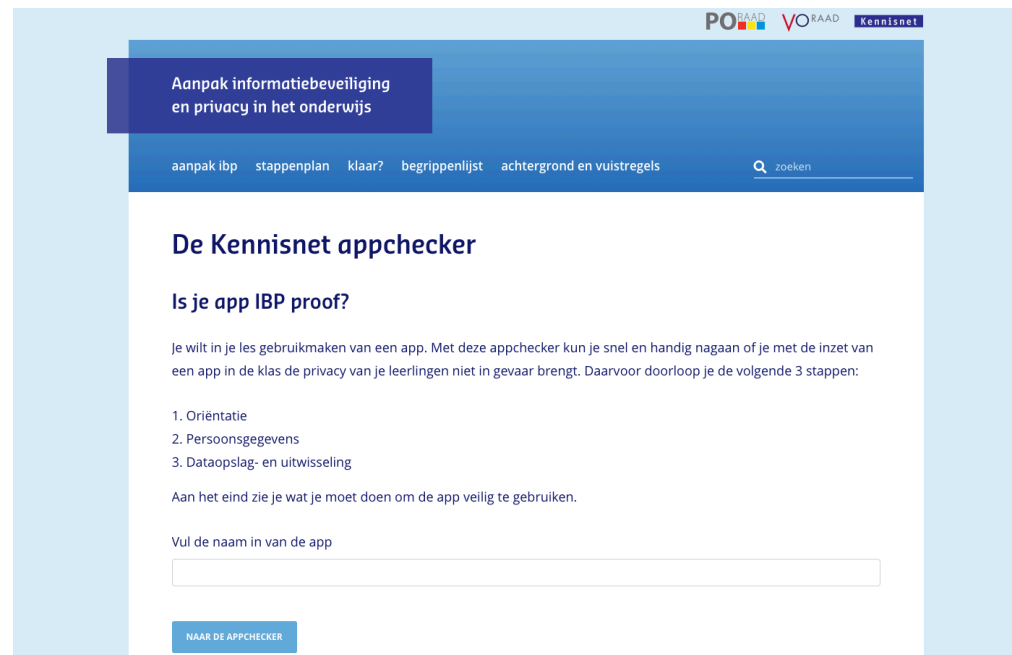 PORAAD VORAAD Kennisnet
Aanpak informatiebeveiliging
en privacy in het onderwijs
aanpak ibp stappenplan klaar? begrippenlijst achtergrond en vuistregels zoeken
De Kennisnet appchecker
Is je app IBP proof?
Je wilt in je les gebruikmaken van een app. Met deze appchecker kun je snel en handig nagaan of je met de inzet van
een app in de klas de privacy van je leerlingen niet in gevaar brengt. Daarvoor doorloop je de volgende 3 stappen:
1. Oriëntatie
2. Persoonsgegevens
3. Dataopslag- en uitwisseling
Aan het eind zie je wat je moet doen om de app veilig te gebruiken.
Vul de naam in van de app
NAAR DE APPCHECKER